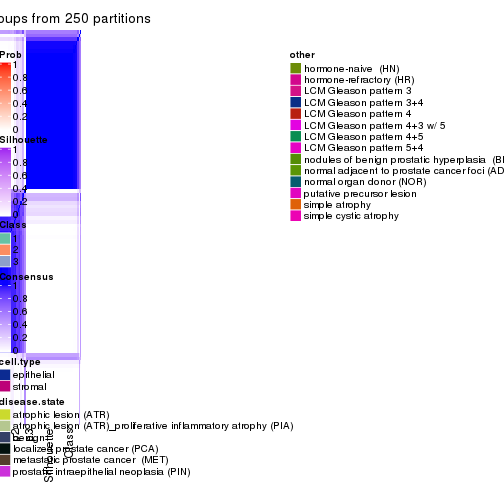 oups from 250 partitions
Prob
1
0.8
0.6
0.4
0.2
0
Silhouette
1
0.8
0.6
0.4
0.2
0
Class
1
2
3
Consensus
1
0.8
0.6
0.4
0.2
0
cell.type
epithelial
stromal
disease.state
atrophic lesion (ATR)
atrophic lesion (ATR)_proliferative inflammatory atrophy (PIA)
benign
localized prostate cancer (PCA)
metastatic prostate cancer (MET)
prostatic intraepithelial neoplasia (PIN)
Silhouette
Class
other
hormone-naive (HN)
hormone-refractory (HR)
LCM Gleason pattern 3
LCM Gleason pattern 3+4
LCM Gleason pattern 4
LCM Gleason pattern 4+3 w/ 5
LCM Gleason pattern 4+5
LCM Gleason pattern 5+4
nodules of benign prostatic hyperplasia (B
normal adjacent to prostate cancer foci (AD
normal organ donor (NOR)
putative precursor lesion
simple atrophy
simple cystic atrophy